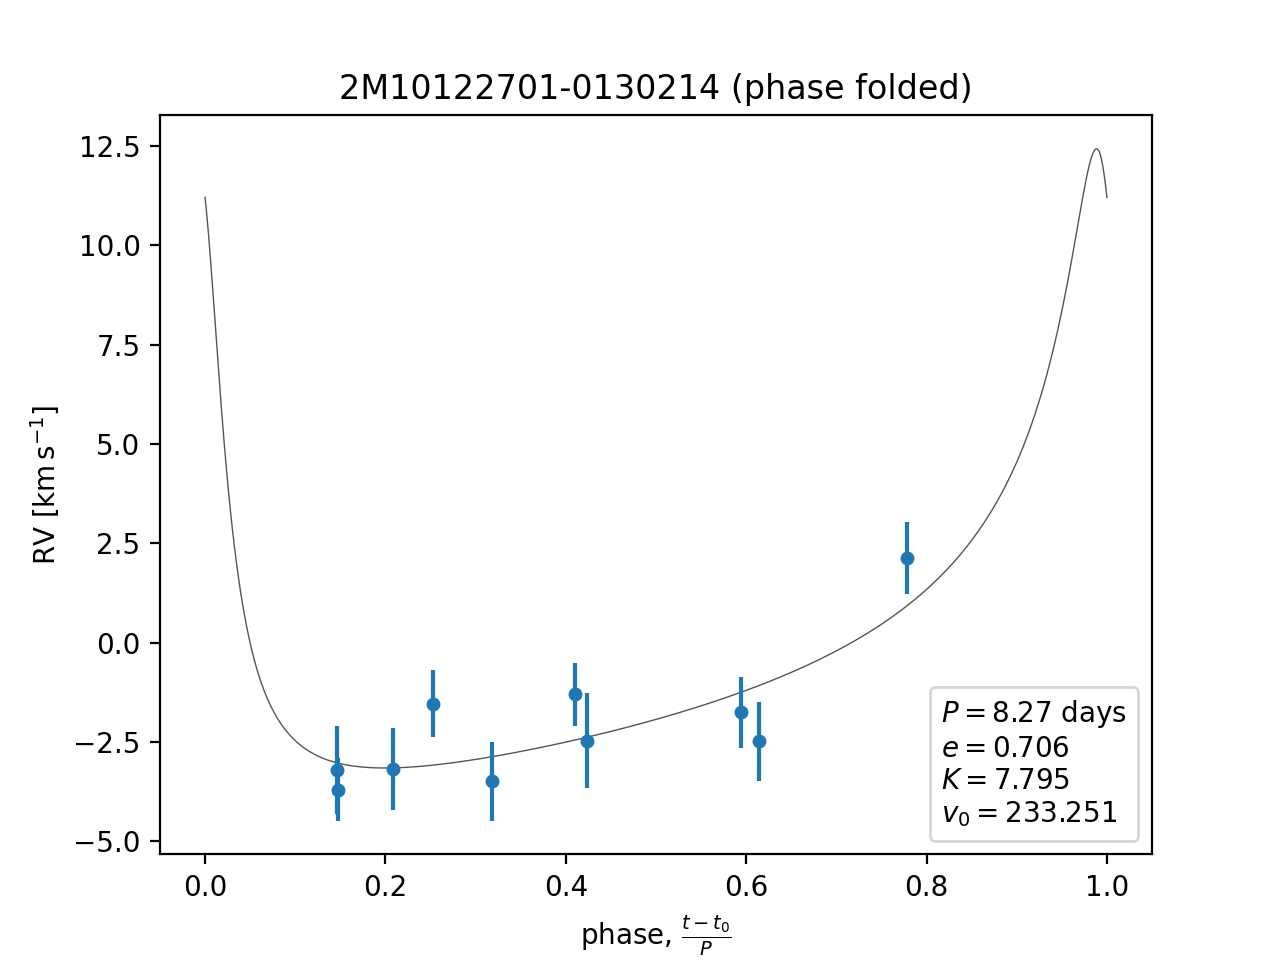 2M10122701-0130214 (phase folded)
12.5
10.0
7.5
5.0
2.5
0.0
−2.5
−5.0
RV [km s⁻¹]
P = 8.27 days
e = 0.706
K = 7.795
v₀ = 233.251
0.0 0.2 0.4 0.6 0.8 1.0
phase, (t − t₀)/P